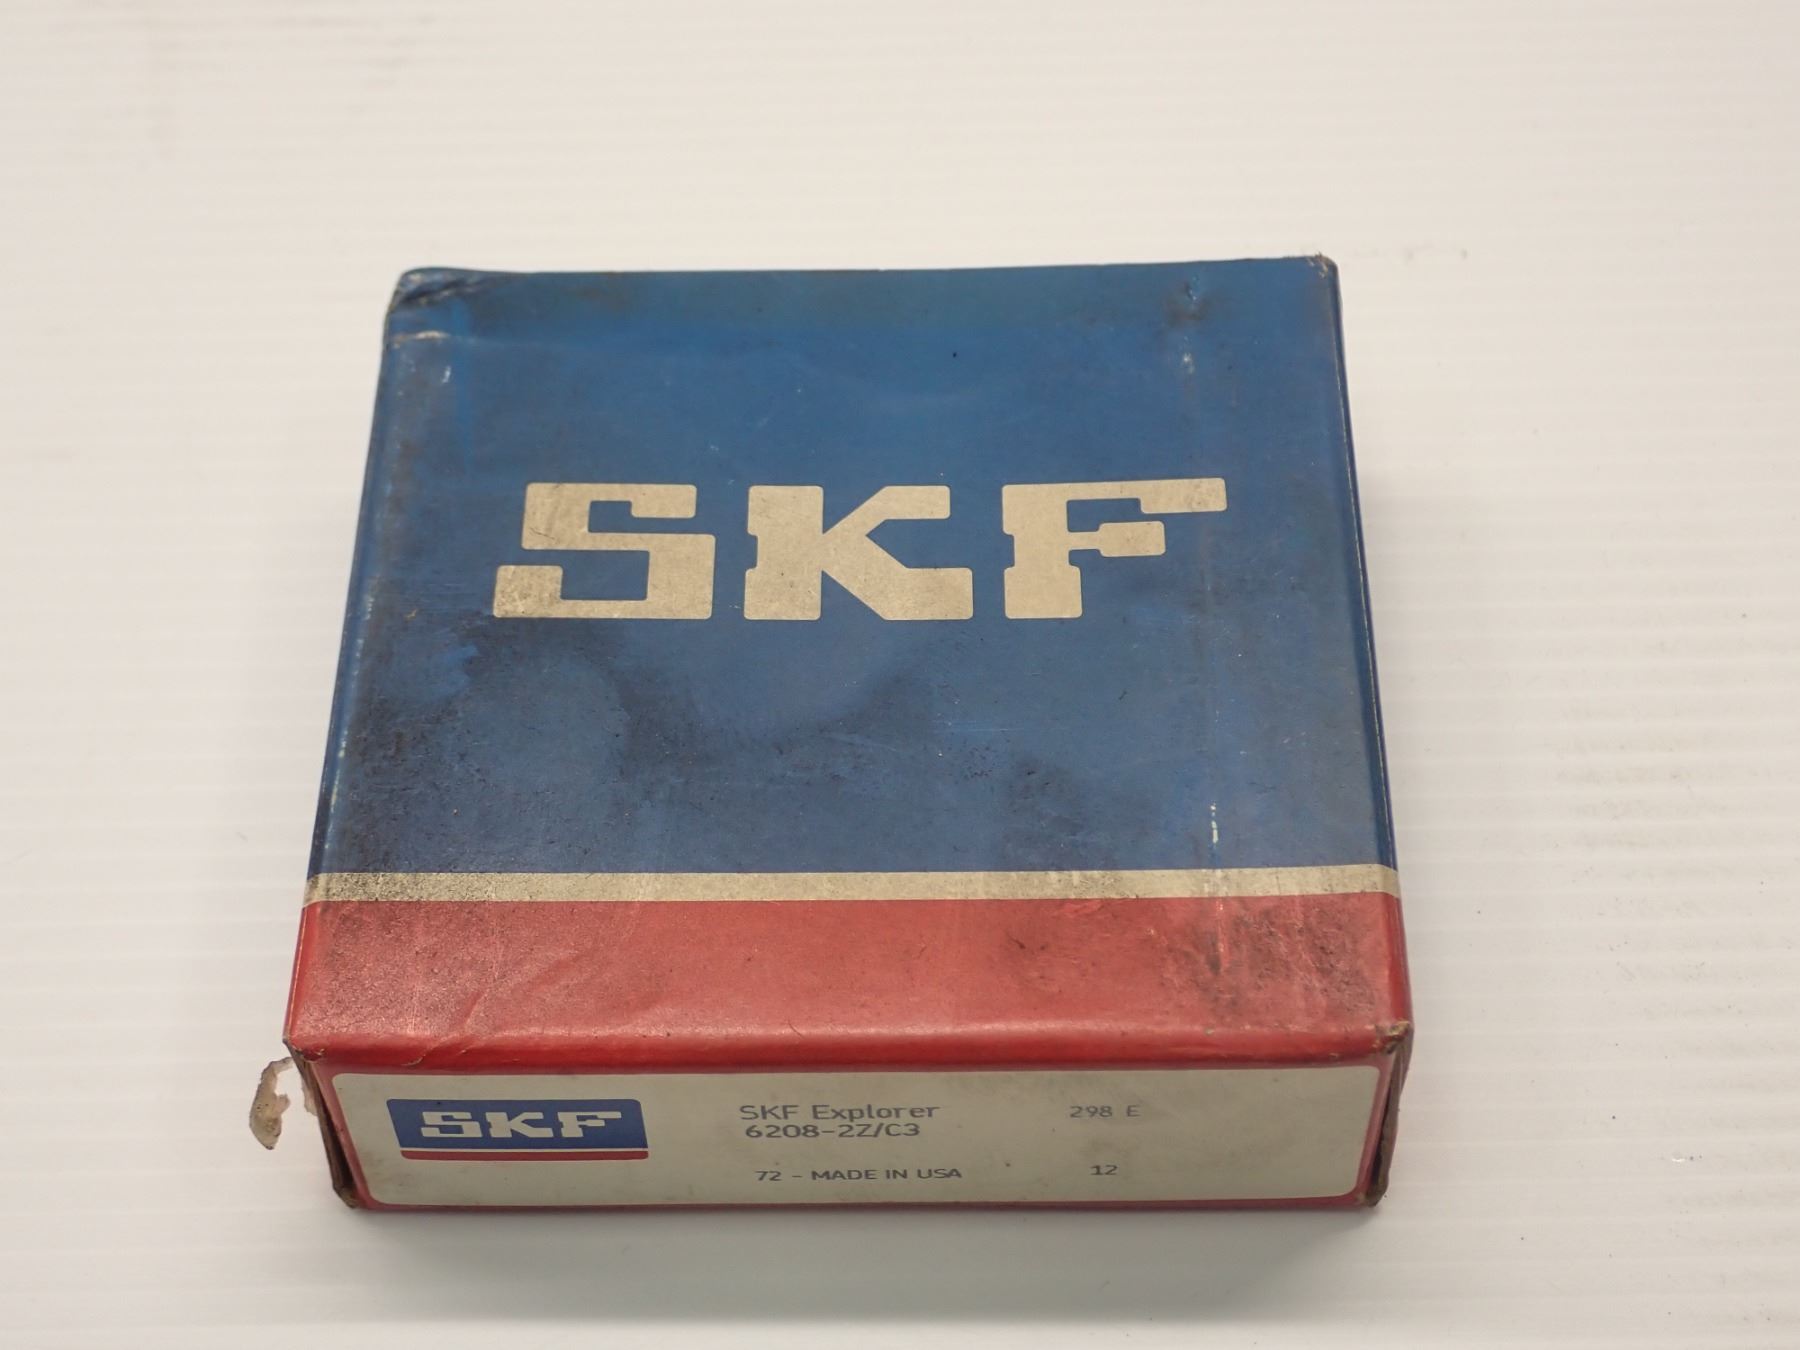 SKF
SKF
SKF Explorer
298 E
6208-2Z/C3
72 - MADE IN USA
12